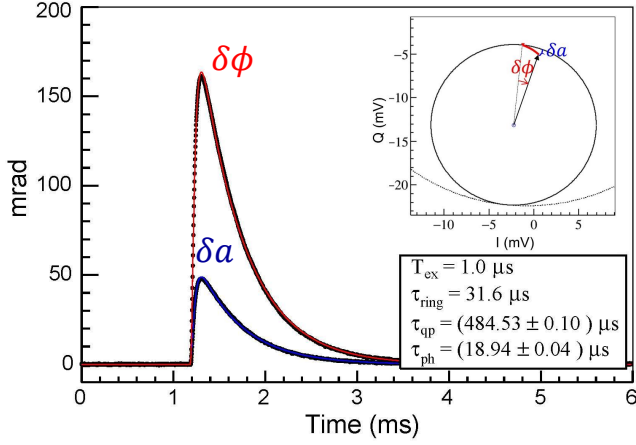 200
150
100
50
0
mrad
0
1
2
3
4
5
6
Time (ms)
δϕ
δa
−5
−10
−15
−20
Q (mV)
−10
−5
0
5
I (mV)
δa
δϕ
T_ex = 1.0 μs
τ_ring = 31.6 μs
τ_qp = (484.53 ± 0.10 ) μs
τ_ph = (18.94 ± 0.04 ) μs